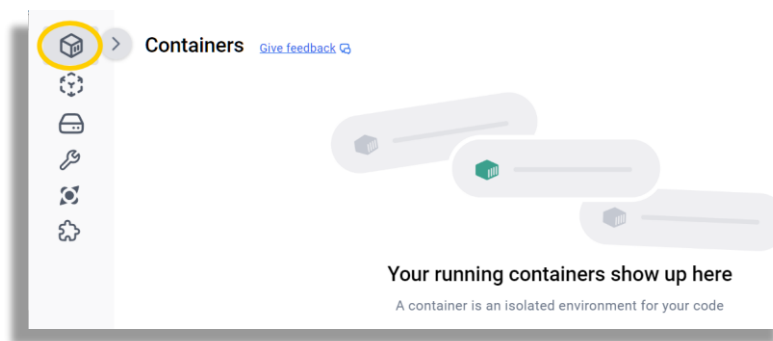 Containers Give feedback
Your running containers show up here
A container is an isolated environment for your code